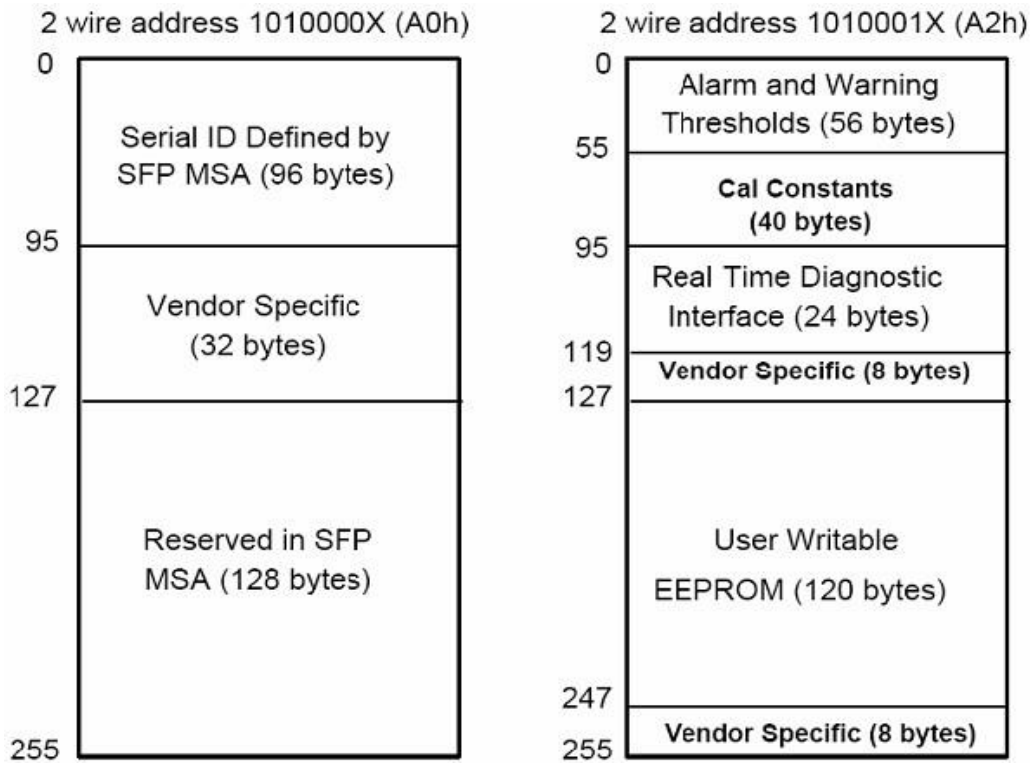 2 wire address 1010000X (A0h)
0
Serial ID Defined by
SFP MSA (96 bytes)
95
Vendor Specific
(32 bytes)
127
Reserved in SFP
MSA (128 bytes)
255
2 wire address 1010001X (A2h)
0
Alarm and Warning
Thresholds (56 bytes)
55
Cal Constants
(40 bytes)
95
Real Time Diagnostic
Interface (24 bytes)
119
Vendor Specific (8 bytes)
127
User Writable
EEPROM (120 bytes)
247
Vendor Specific (8 bytes)
255